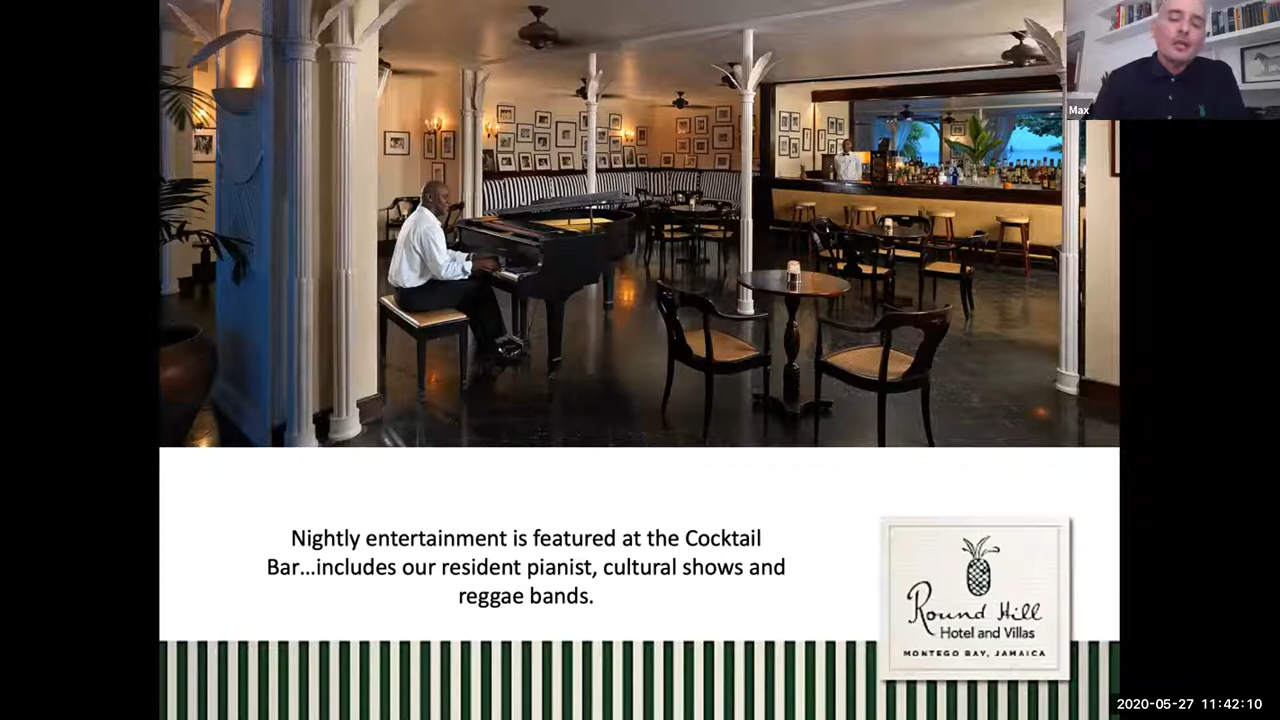 Max
Nightly entertainment is featured at the Cocktail
Bar...includes our resident pianist, cultural shows and
reggae bands.
Round Hill
Hotel and Villas
MONTEGO BAY, JAMAICA
2020-05-27 11:42:10